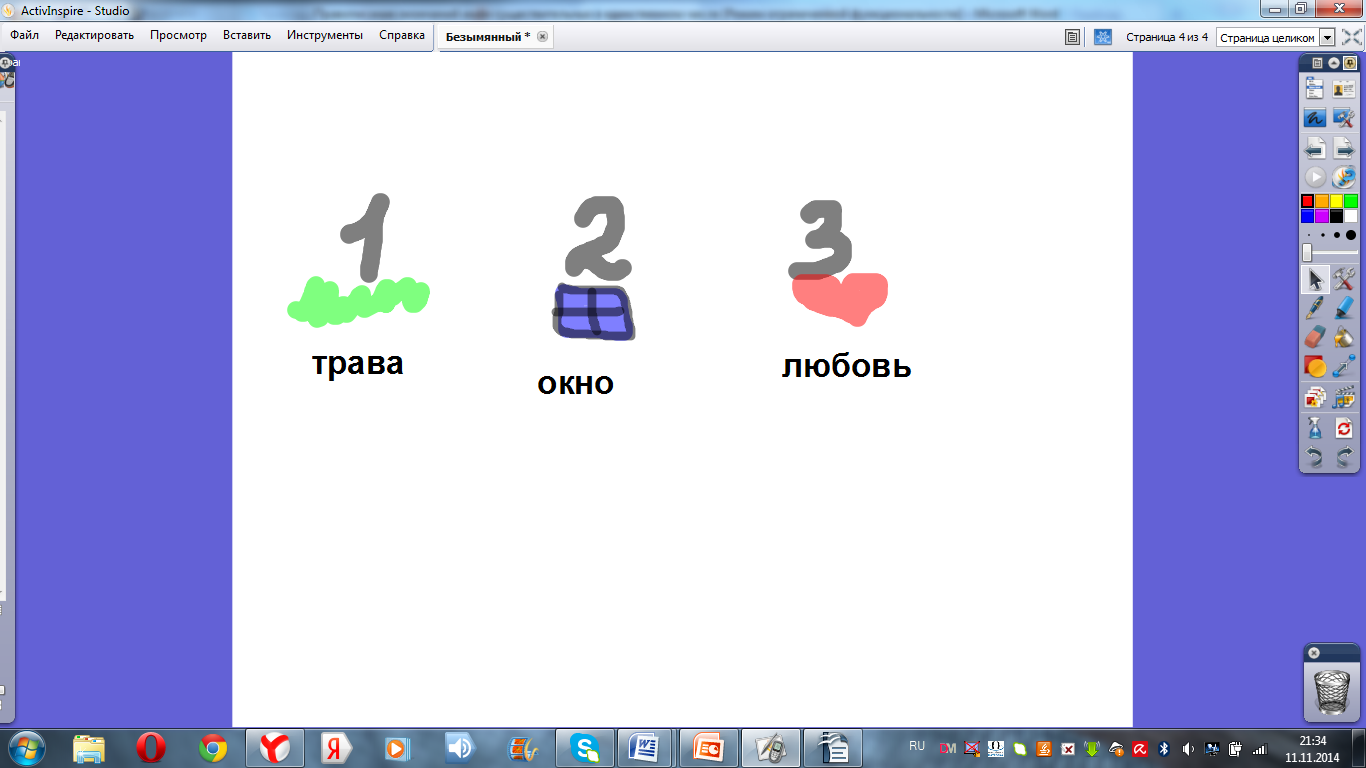 ActivInspire - Studio
Файл Редактировать Просмотр Вставить Инструменты Справка
Безымянный *
Страница 4 из 4
Страница целиком
1 2 3
трава
окно
любовь
RU
21:34
11.11.2014